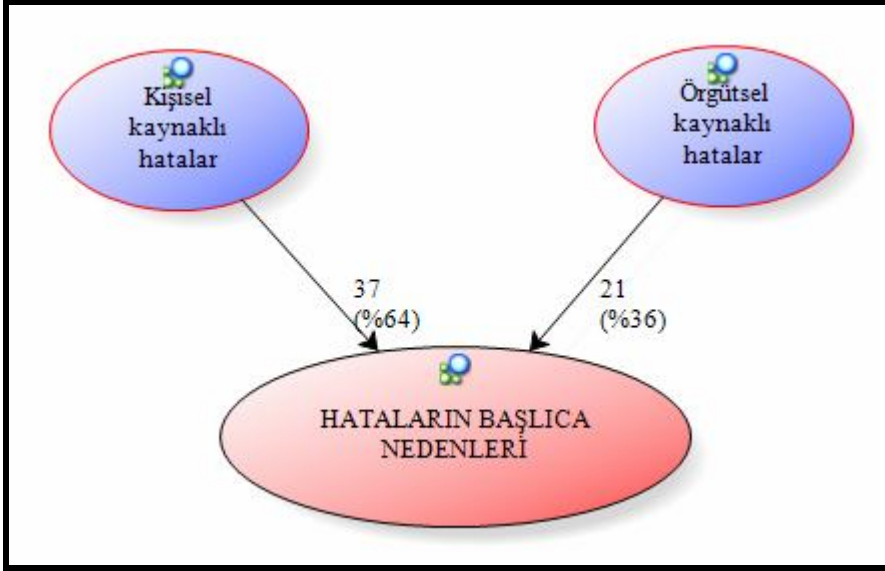 Kişisel
kaynaklı
hatalar
Örgütsel
kaynaklı
hatalar
37
(%64)
21
(%36)
HATALARIN BAŞLICA
NEDENLERİ